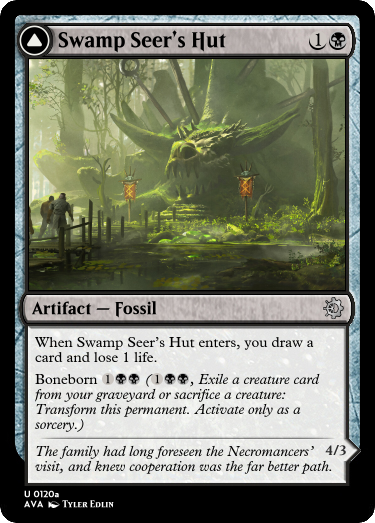 Swamp Seer's Hut 1
Artifact — Fossil
When Swamp Seer's Hut enters, you draw a
card and lose 1 life.
Boneborn 1 (1, Exile a creature card
from your graveyard or sacrifice a creature:
Transform this permanent. Activate only as a
sorcery.)
The family had long foreseen the Necromancers'
visit, and knew cooperation was the far better path.
4/3
U 0120a
AVA Tyler Edlin